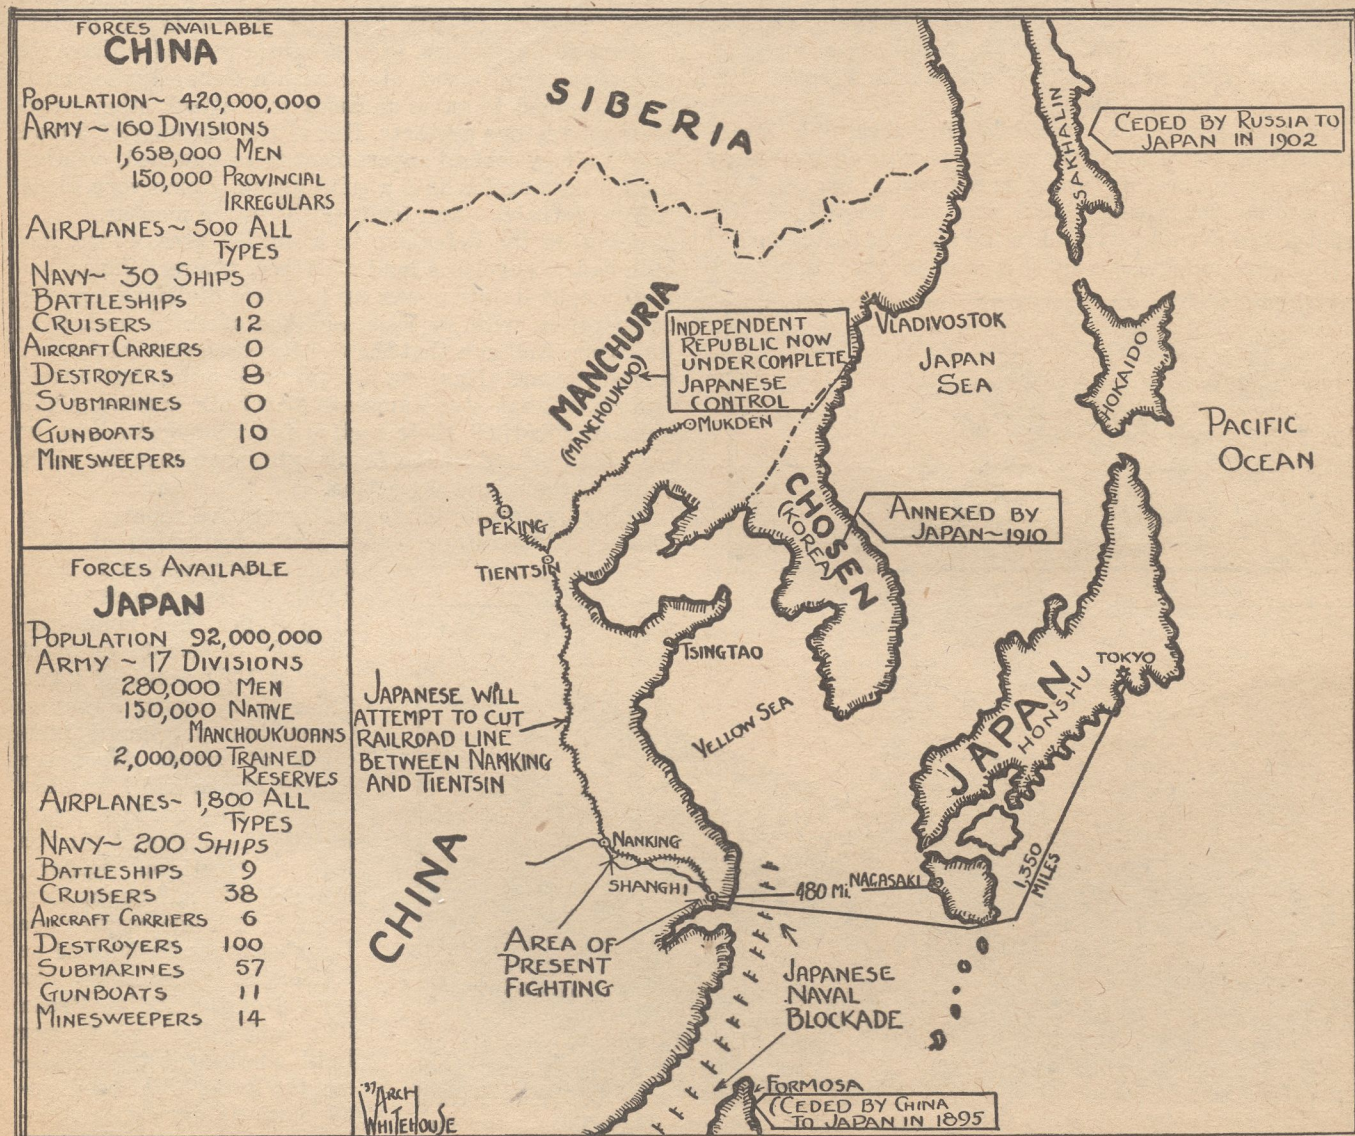 FORCES AVAILABLE
CHINA
POPULATION~ 420,000,000
ARMY~ 160 DIVISIONS
1,658,000 MEN
150,000 PROVINCIAL
IRREGULARS
AIRPLANES~ 500 ALL
TYPES
NAVY~ 30 SHIPS
BATTLESHIPS 0
CRUISERS 12
AIRCRAFT CARRIERS 0
DESTROYERS 8
SUBMARINES 0
GUNBOATS 10
MINESWEEPERS 0
FORCES AVAILABLE
JAPAN
POPULATION 92,000,000
ARMY ~ 17 DIVISIONS
280,000 MEN
150,000 NATIVE
MANCHOUKUOANS
2,000,000 TRAINED
RESERVES
AIRPLANES~ 1,800 ALL
TYPES
NAVY~ 200 SHIPS
BATTLESHIPS 9
CRUISERS 38
AIRCRAFT CARRIERS 6
DESTROYERS 100
SUBMARINES 57
GUNBOATS 11
MINESWEEPERS 14
SIBERIA
SAKHALIN
CEDED BY RUSSIA TO
JAPAN IN 1902
MANCHURIA
(MANCHOUKUO)
INDEPENDENT
REPUBLIC NOW
UNDER COMPLETE
JAPANESE
CONTROL
VLADIVOSTOK
JAPAN
SEA
HOKAIDO
PACIFIC
OCEAN
MUKDEN
PEKING
TIENTSIN
CHOSEN
(KOREA)
ANNEXED BY
JAPAN~1910
TSINGTAO
YELLOW SEA
TOKYO
JAPAN
HONSHU
JAPANESE WILL
ATTEMPT TO CUT
RAILROAD LINE
BETWEEN NANKING
AND TIENTSIN
CHINA
NANKING
SHANGHI
480 MI.
NAGASAKI
1,350
MILES
AREA OF
PRESENT
FIGHTING
JAPANESE
NAVAL
BLOCKADE
FORMOSA
(CEDED BY CHINA
TO JAPAN IN 1895
'37 ARCH
WHITEHOUSE